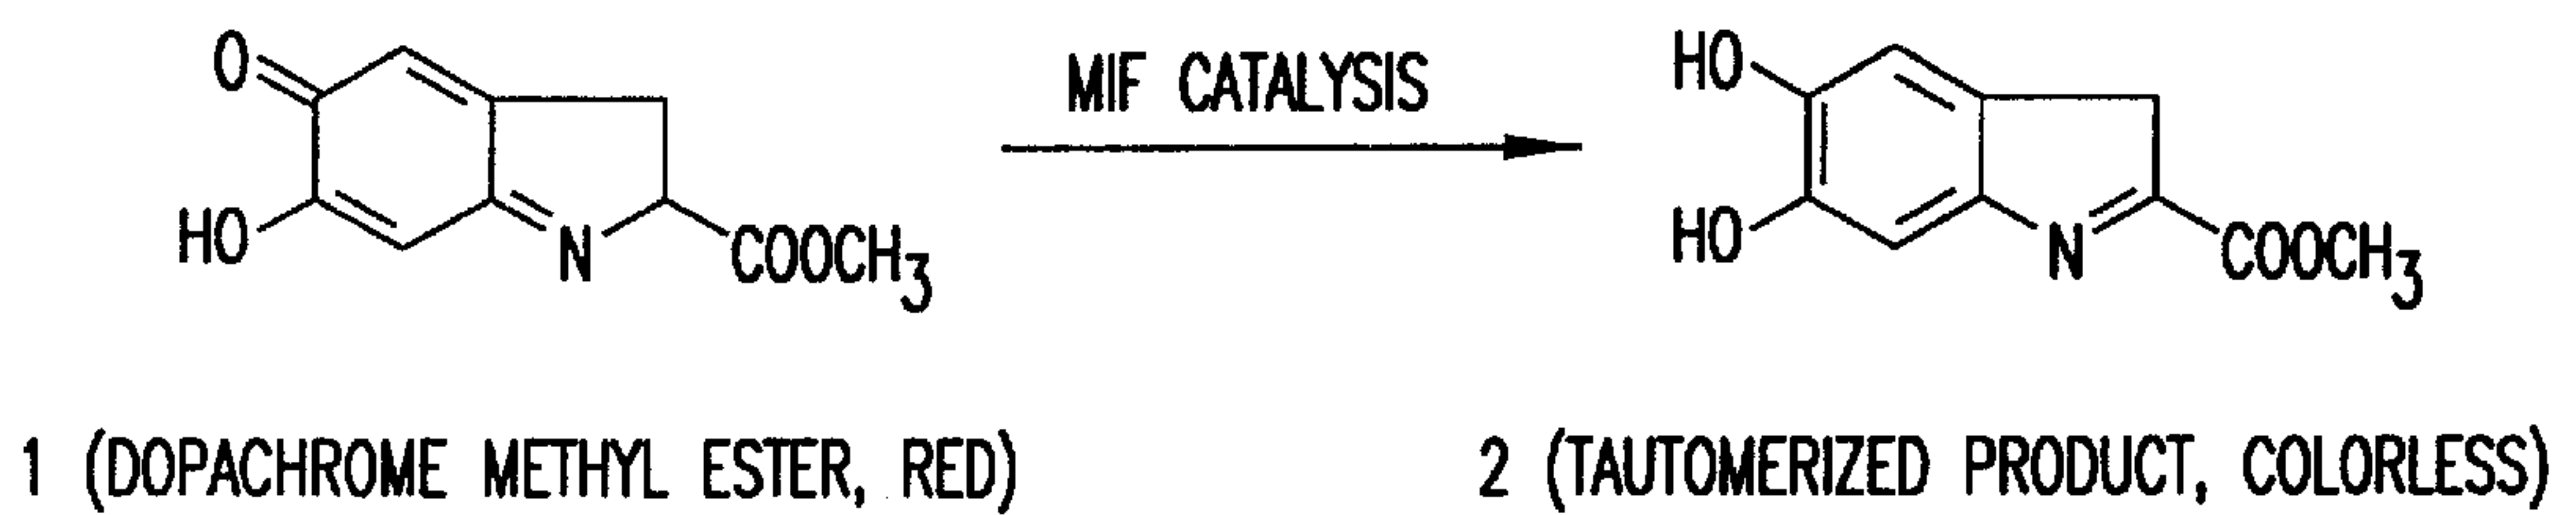 O
HO
N
COOCH3
MIF CATALYSIS
HO
HO
N
COOCH3
1 (DOPACHROME METHYL ESTER, RED)
2 (TAUTOMERIZED PRODUCT, COLORLESS)